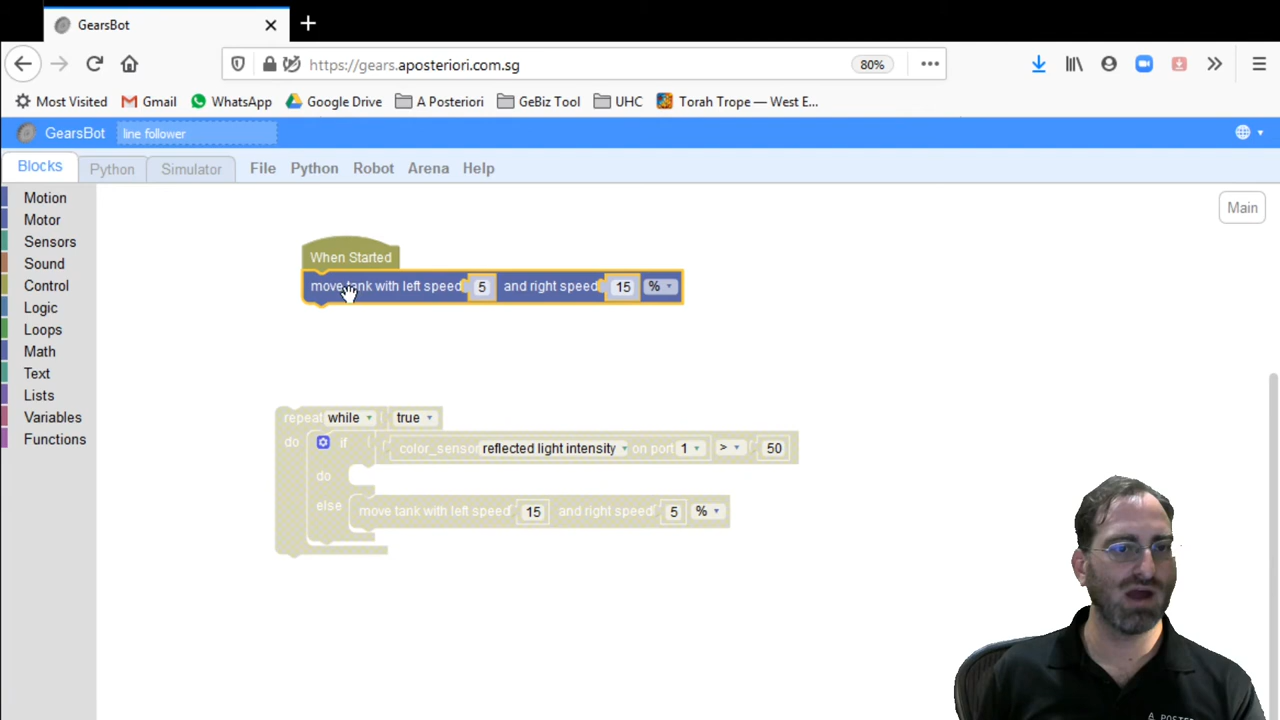 GearsBot
https://gears.aposteriori.com.sg 80%
Most Visited Gmail WhatsApp Google Drive A Posteriori GeBiz Tool UHC Torah Trope — West E...
GearsBot line follower
Blocks Python Simulator File Python Robot Arena Help
Motion
Motor
Sensors
Sound
Control
Logic
Loops
Math
Text
Lists
Variables
Functions
Main
When Started
move tank with left speed 5 and right speed 15 %
repeat while true
do if color_sensor reflected light intensity on port 1 > 50
do
else move tank with left speed 15 and right speed 5 %
A POSTER